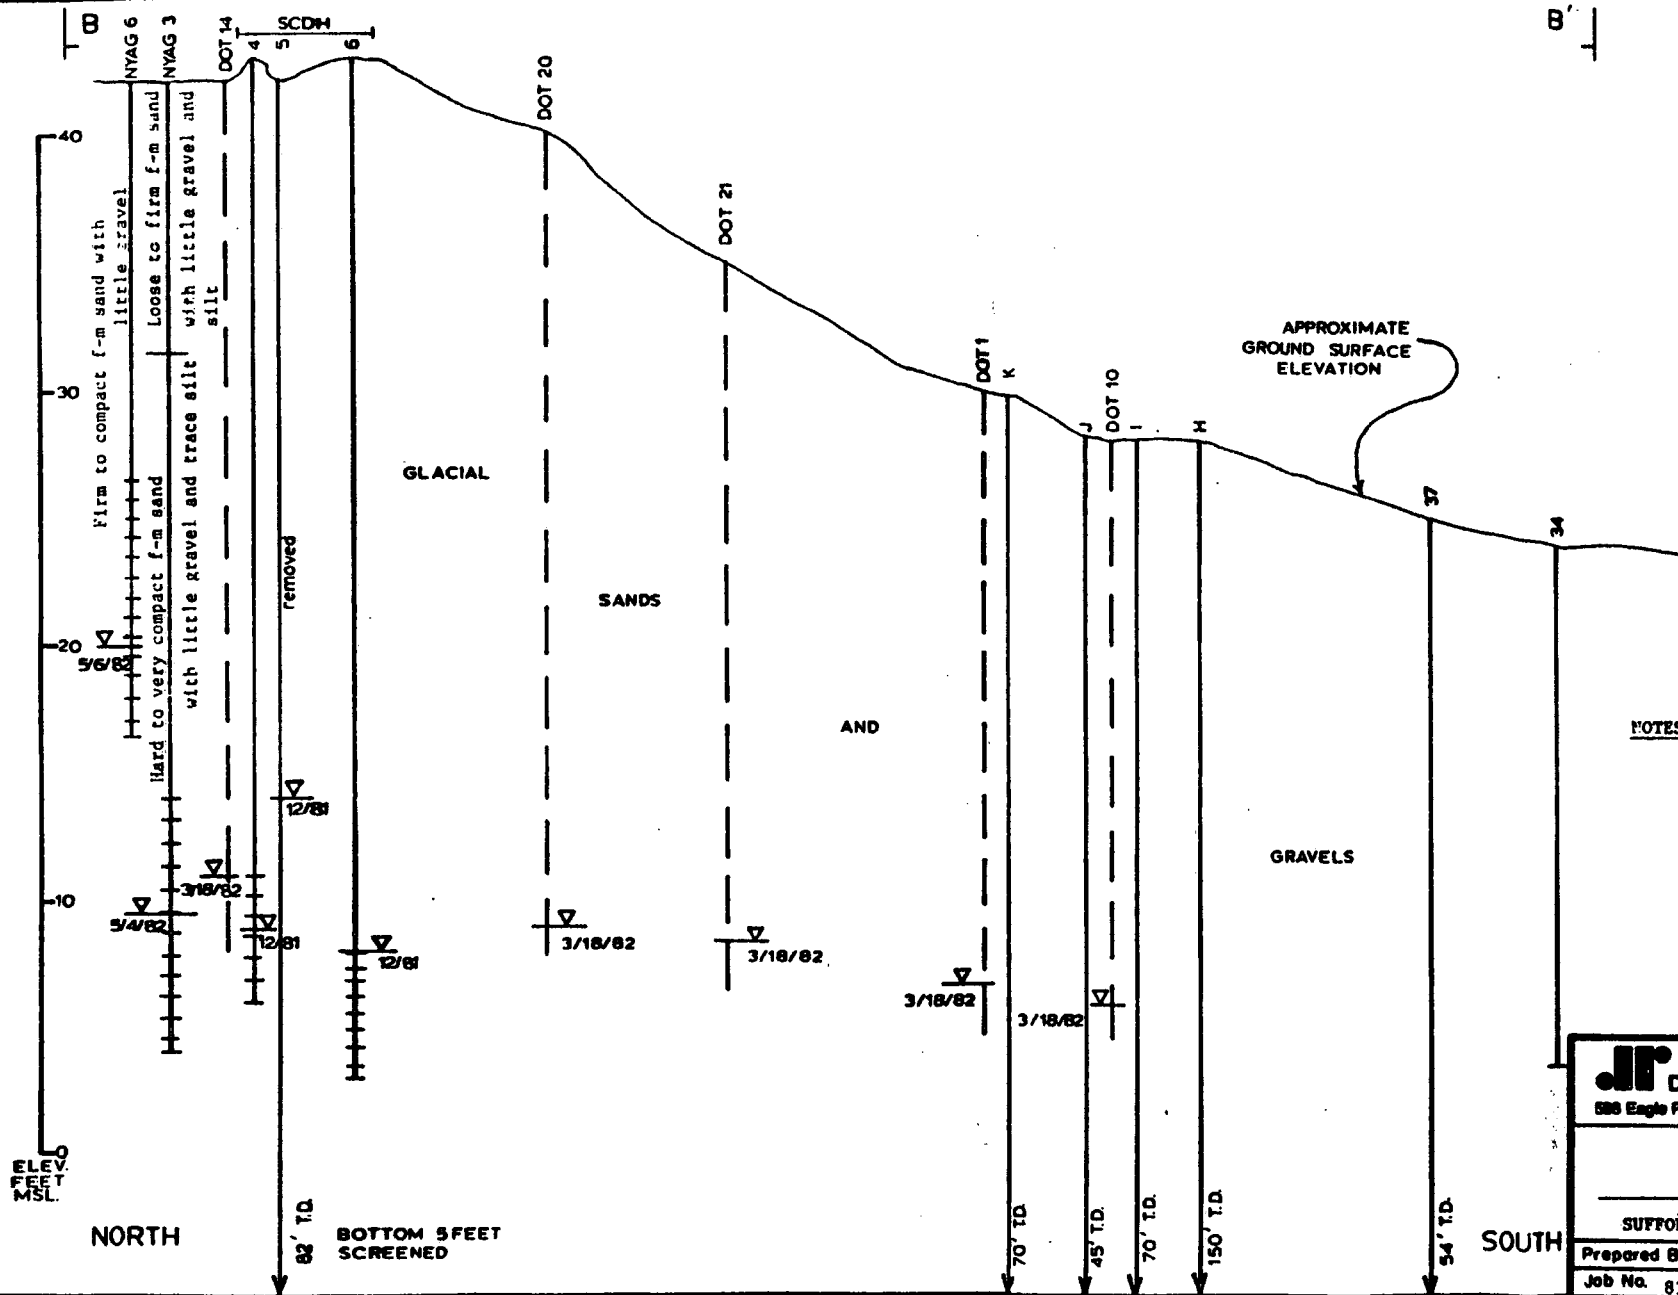 B
B'
SCDH
NYAG 6
NYAG 3
DOT 14
4
5
6
DOT 20
DOT 21
DOT 1
K
J
DOT 10
I
H
37
34
40
30
20
10
0
ELEV.
FEET
MSL.
Firm to compact f-m sand with
little gravel
Loose to firm f-m sand
with little gravel and
silt
Hard to very compact f-m sand
with little gravel and trace silt
removed
GLACIAL
SANDS
AND
GRAVELS
APPROXIMATE
GROUND SURFACE
ELEVATION
5/6/82
5/4/82
3/18/82
12/81
12/81
12/81
3/18/82
3/18/82
3/18/82
3/18/82
NOTES
82' T.D.
BOTTOM 5 FEET
SCREENED
70' T.D.
45' T.D.
70' T.D.
150' T.D.
54' T.D.
NORTH
SOUTH
Eagle
Prepared B
Job No.